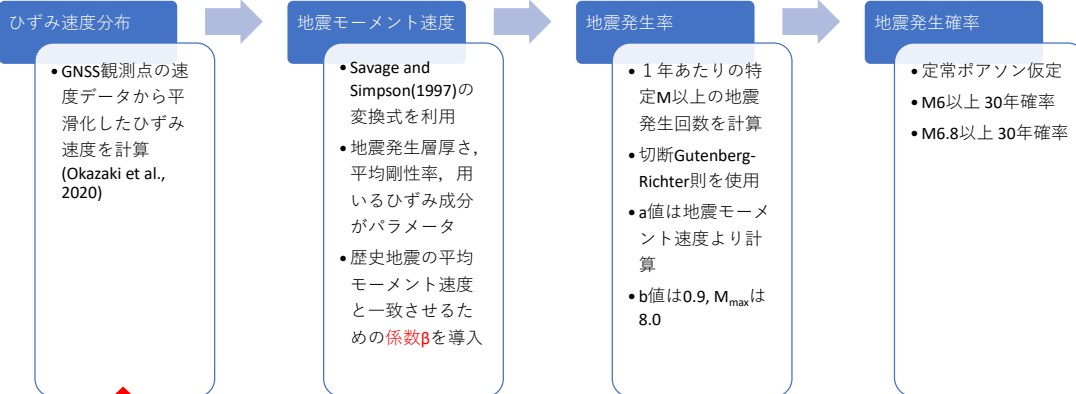 ひずみ速度分布
•GNSS観測点の速
度データから平
滑化したひずみ
速度を計算
(Okazaki et al.,
2020)
地震モーメント速度
•Savage and
Simpson(1997)の
変換式を利用
•地震発生層厚さ,
平均剛性率，用
いるひずみ成分
がパラメータ
•歴史地震の平均
モーメント速度
と一致させるた
めの係数βを導入
地震発生率
•１年あたりの特
定M以上の地震
発生回数を計算
•切断Gutenberg-
Richter則を使用
•a値は地震モーメ
ント速度より計
算
•b値は0.9, Mmaxは
8.0
地震発生確率
•定常ポアソン仮定
•M6以上 30年確率
•M6.8以上 30年確率